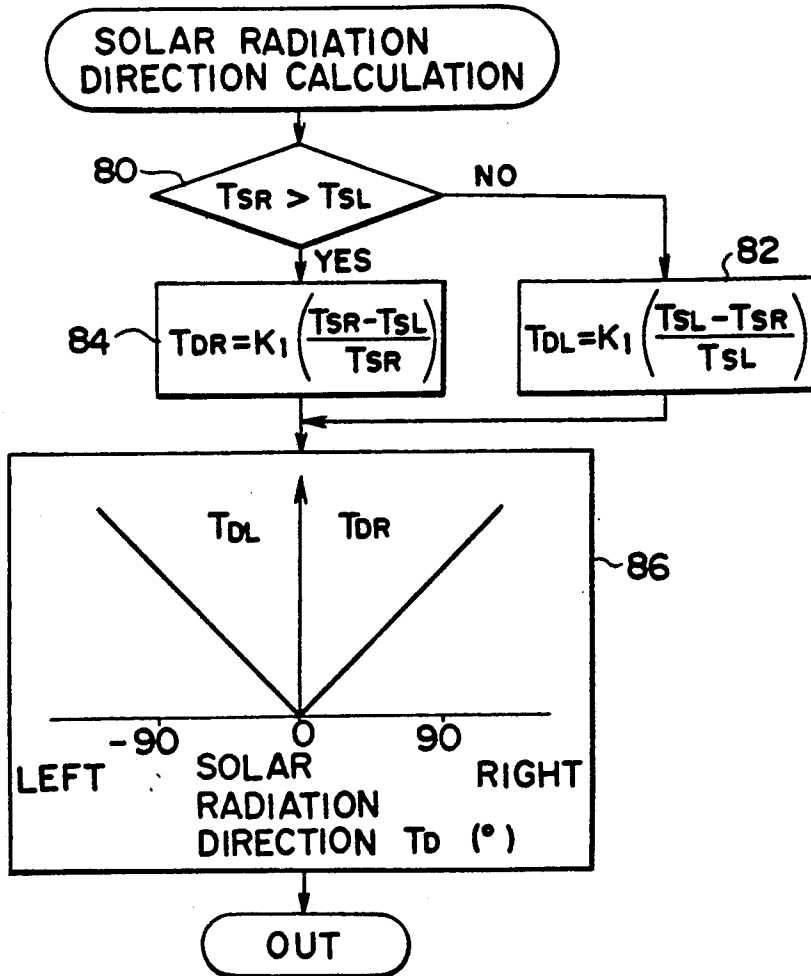 SOLAR RADIATION
DIRECTION CALCULATION
80
TSR > TSL
NO
YES
82
84
TDR=K1(TSR-TSL/TSR)
TDL=K1(TSL-TSR/TSL)
TDL
TDR
86
-90
0
90
LEFT
SOLAR
RADIATION
DIRECTION TD (°)
RIGHT
OUT